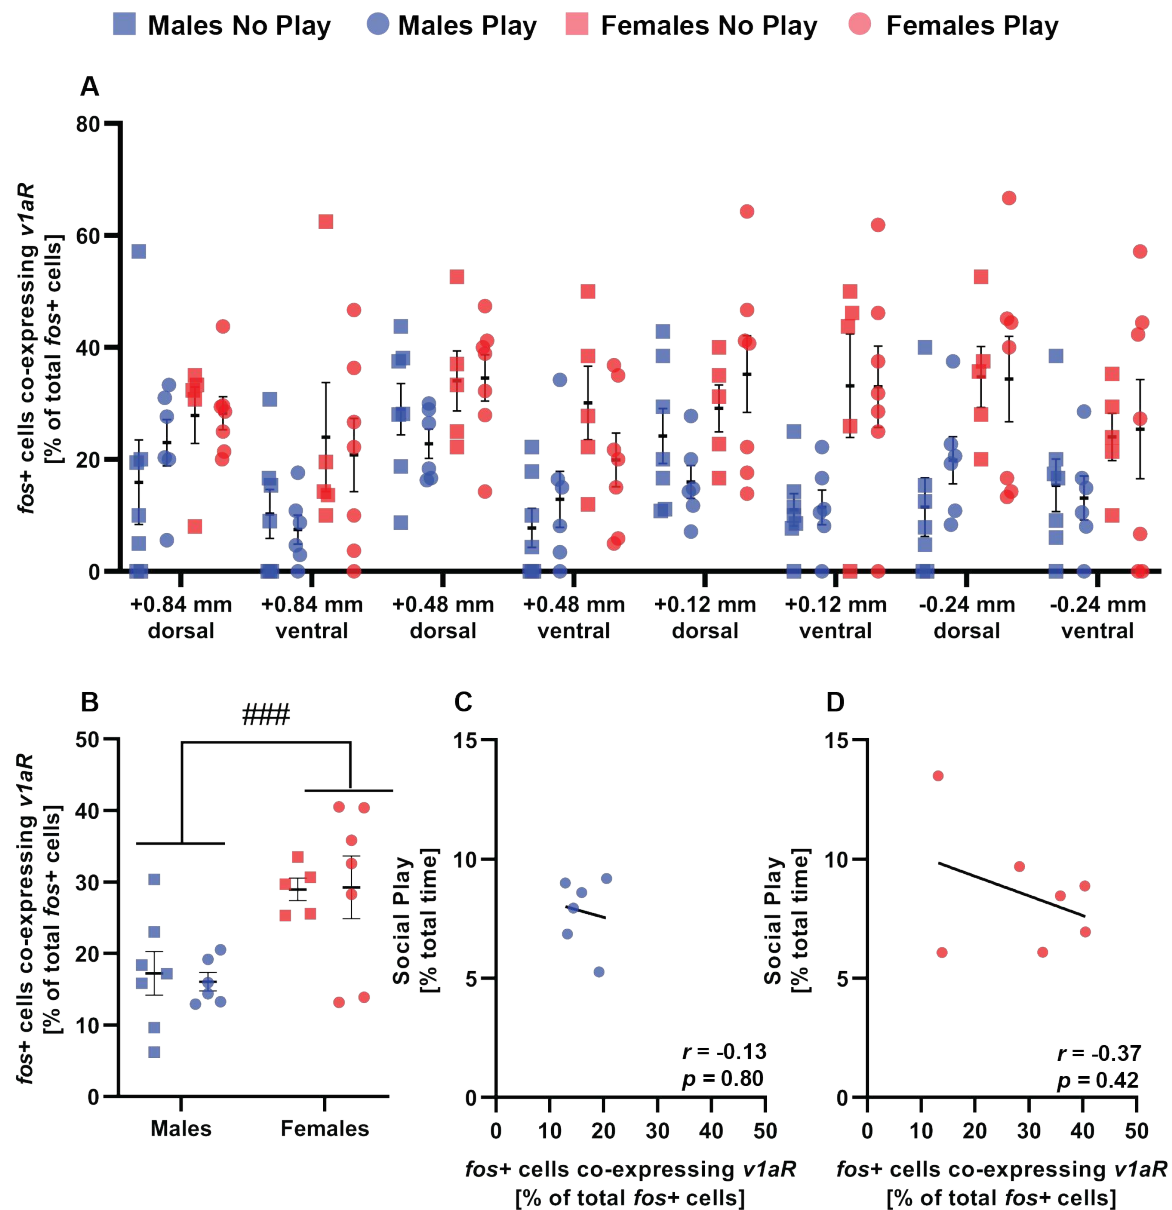 Males No Play Males Play Females No Play Females Play
A
fos+ cells co-expressing v1aR
[% of total fos+ cells]
80
60
40
20
0
+0.84 mm +0.84 mm +0.48 mm +0.48 mm +0.12 mm +0.12 mm -0.24 mm -0.24 mm
dorsal ventral dorsal ventral dorsal ventral dorsal ventral
B
###
fos+ cells co-expressing v1aR
[% of total fos+ cells]
50
40
30
20
10
0
Males Females
C
Social Play
[% total time]
15
10
5
0
r = -0.13
p = 0.80
0 10 20 30 40 50
fos+ cells co-expressing v1aR
[% of total fos+ cells]
D
Social Play
[% total time]
15
10
5
0
r = -0.37
p = 0.42
0 10 20 30 40 50
fos+ cells co-expressing v1aR
[% of total fos+ cells]